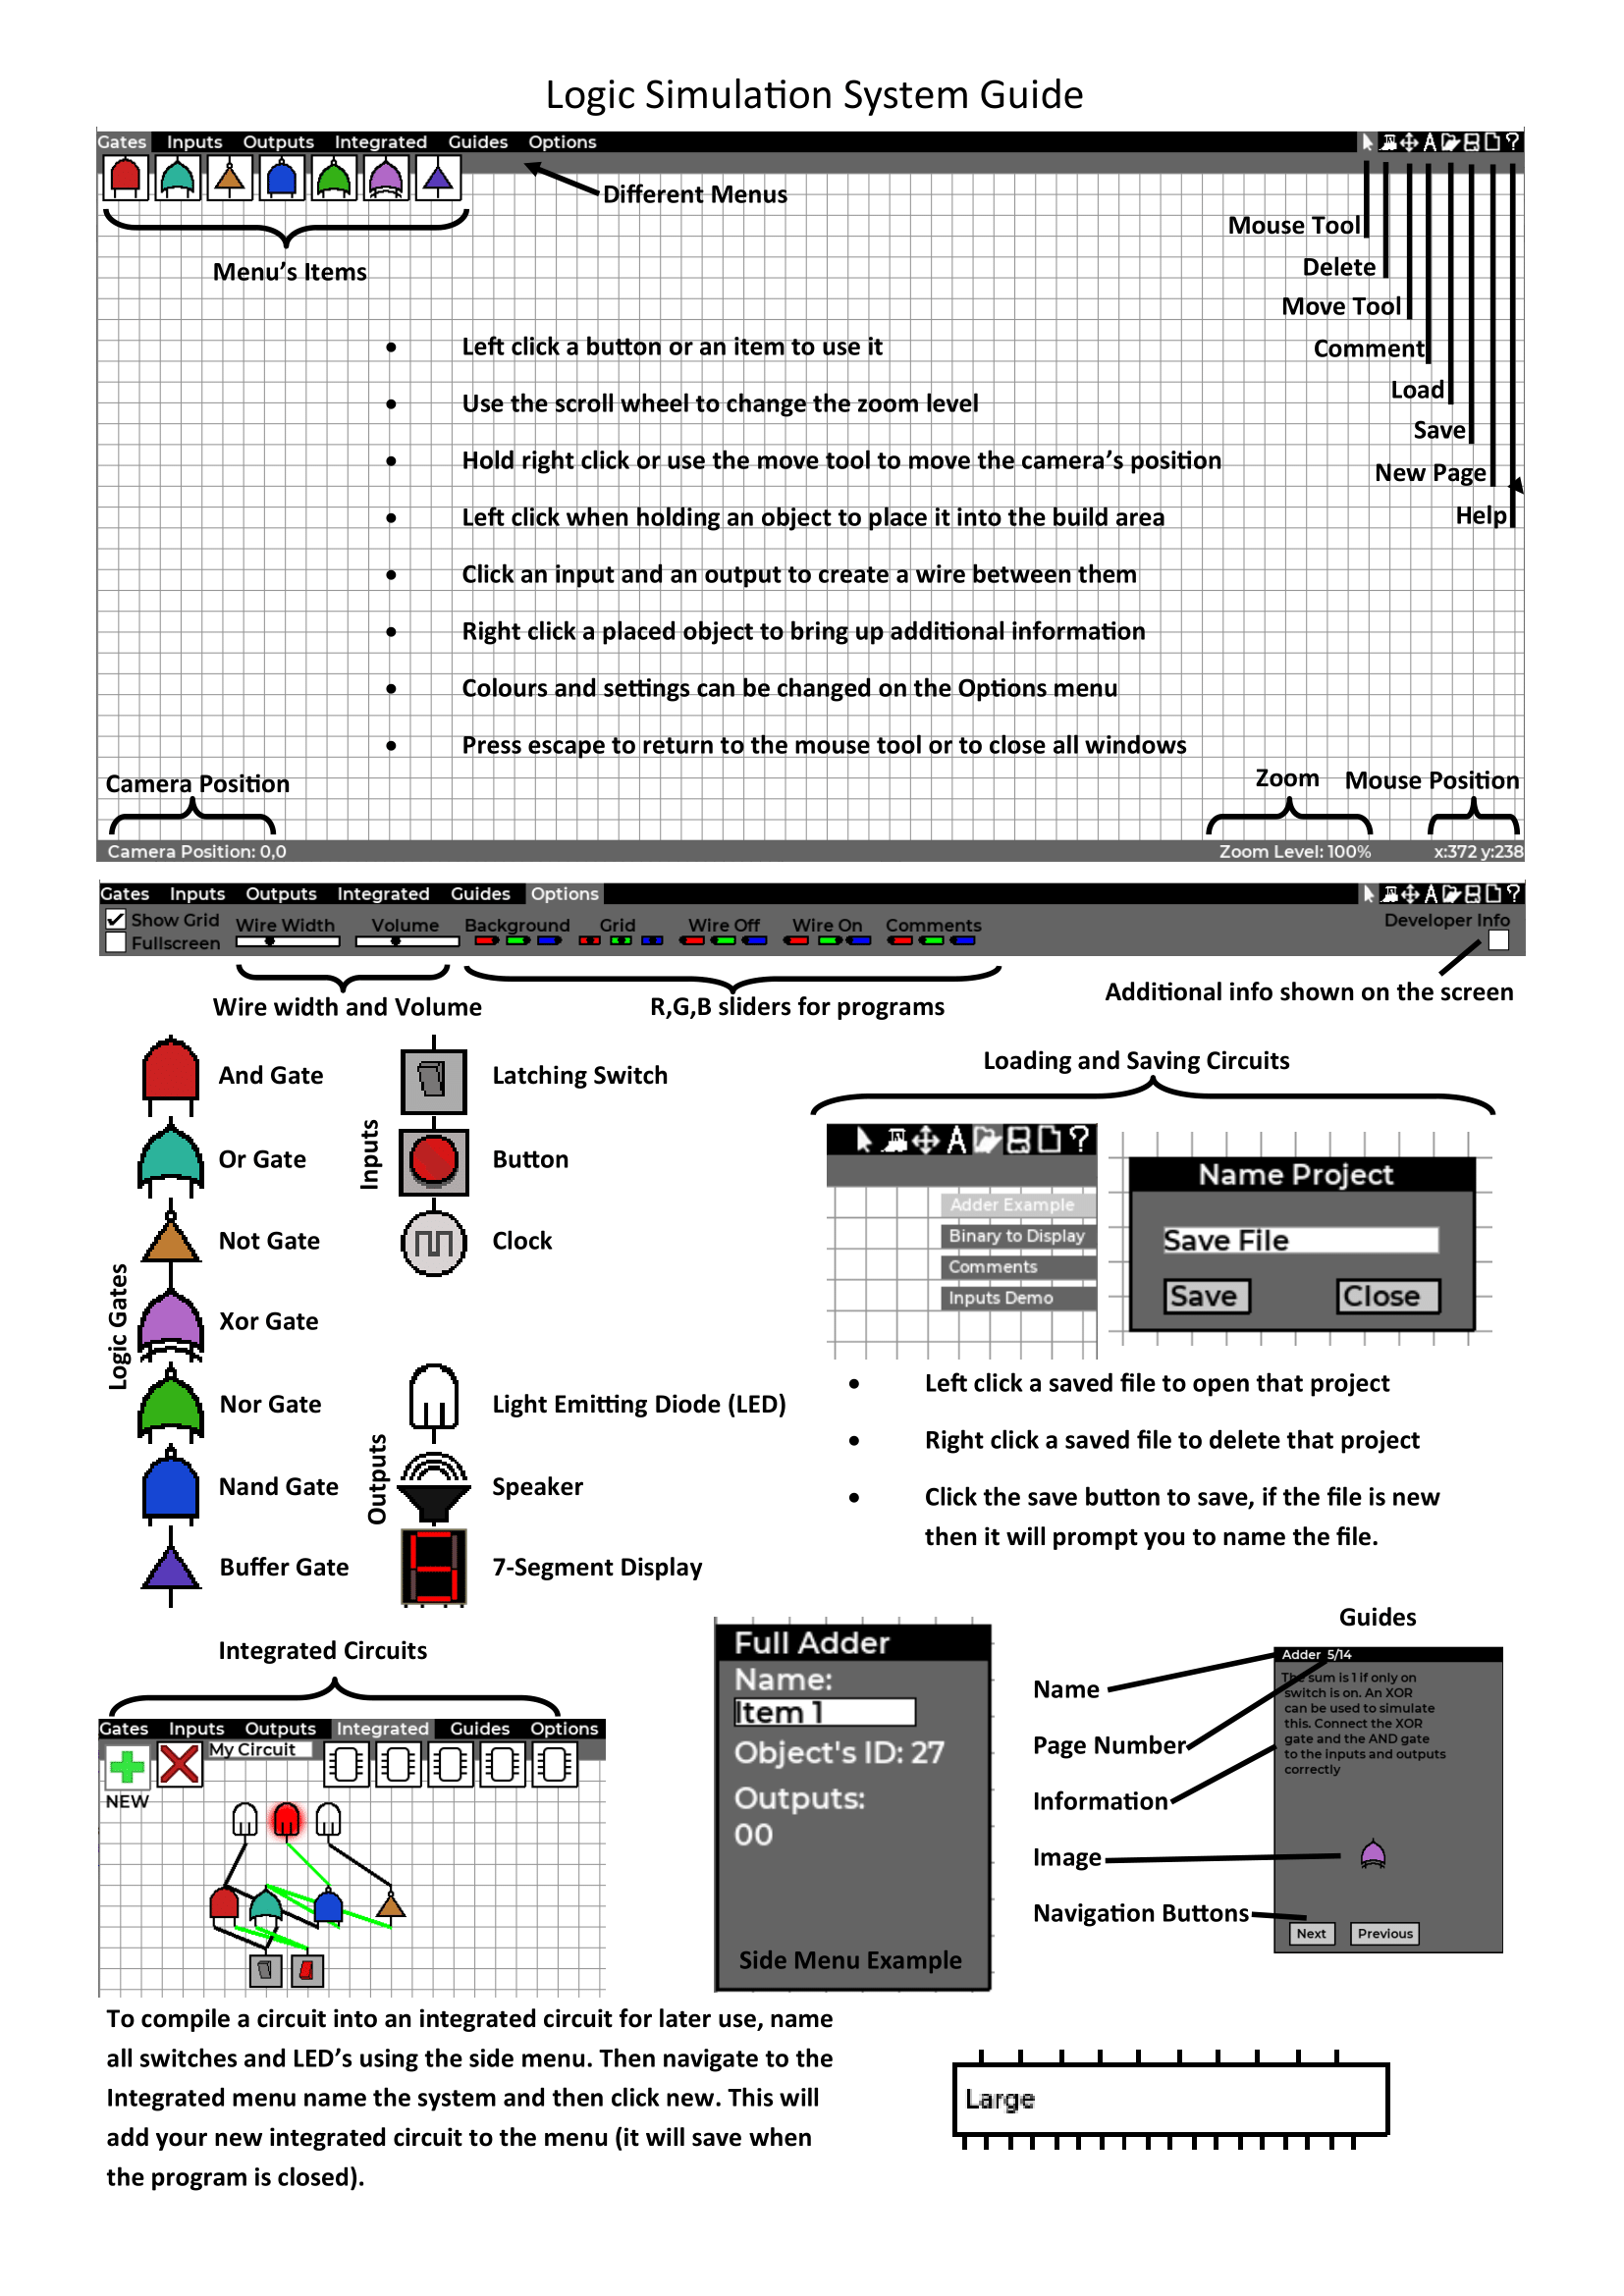 Logic Simulation System Guide
Gates Inputs Outputs Integrated Guides Options
Different Menus
Menu's Items
Mouse Tool
Delete
Move Tool
Comment
Load
Save
New Page
Help
• Left click a button or an item to use it
• Use the scroll wheel to change the zoom level
• Hold right click or use the move tool to move the camera's position
• Left click when holding an object to place it into the build area
• Click an input and an output to create a wire between them
• Right click a placed object to bring up additional information
• Colours and settings can be changed on the Options menu
• Press escape to return to the mouse tool or to close all windows
Camera Position
Zoom Mouse Position
Camera Position: 0,0 Zoom Level: 100% x:372 y:238
Gates Inputs Outputs Integrated Guides Options
Show Grid Wire Width Volume Background Grid Wire Off Wire On Comments Developer Info
Fullscreen
Wire width and Volume
R,G,B sliders for programs
Additional info shown on the screen
Logic Gates
And Gate
Or Gate
Not Gate
Xor Gate
Nor Gate
Nand Gate
Buffer Gate
Inputs
Latching Switch
Button
Clock
Outputs
Light Emitting Diode (LED)
Speaker
7-Segment Display
Loading and Saving Circuits
Adder Example
Binary to Display
Comments
Inputs Demo
Name Project
Save File
Save Close
• Left click a saved file to open that project
• Right click a saved file to delete that project
• Click the save button to save, if the file is new
then it will prompt you to name the file.
Integrated Circuits
Gates Inputs Outputs Integrated Guides Options
My Circuit
NEW
Full Adder
Name:
Item 1
Object's ID: 27
Outputs:
00
Side Menu Example
Guides
Name
Page Number
Information
Image
Navigation Buttons
Adder 5/14
The sum is 1 if only on
switch is on. An XOR
can be used to simulate
this. Connect the XOR
gate and the AND gate
to the inputs and outputs
correctly
Next Previous
To compile a circuit into an integrated circuit for later use, name
all switches and LED's using the side menu. Then navigate to the
Integrated menu name the system and then click new. This will
add your new integrated circuit to the menu (it will save when
the program is closed).
Large